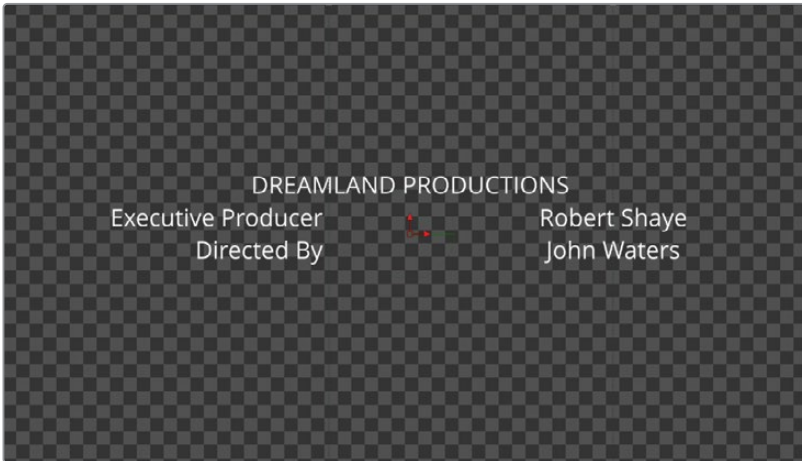 DREAMLAND PRODUCTIONS
Executive Producer Robert Shaye
Directed By John Waters